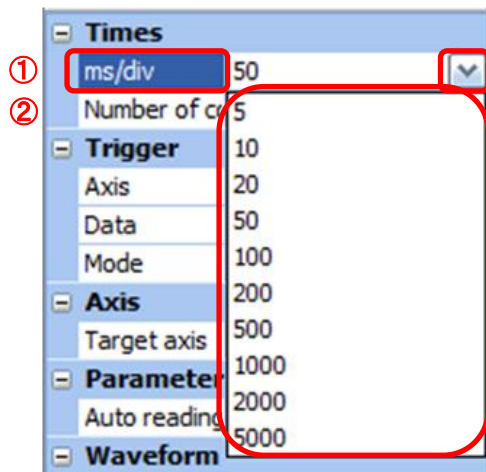 Times
① ms/div 50
② Number of 5
Trigger 10
Axis 20
Data 50
Mode 100
200
Axis 500
Target axis 1000
Parameter 2000
Auto reading 5000
Waveform